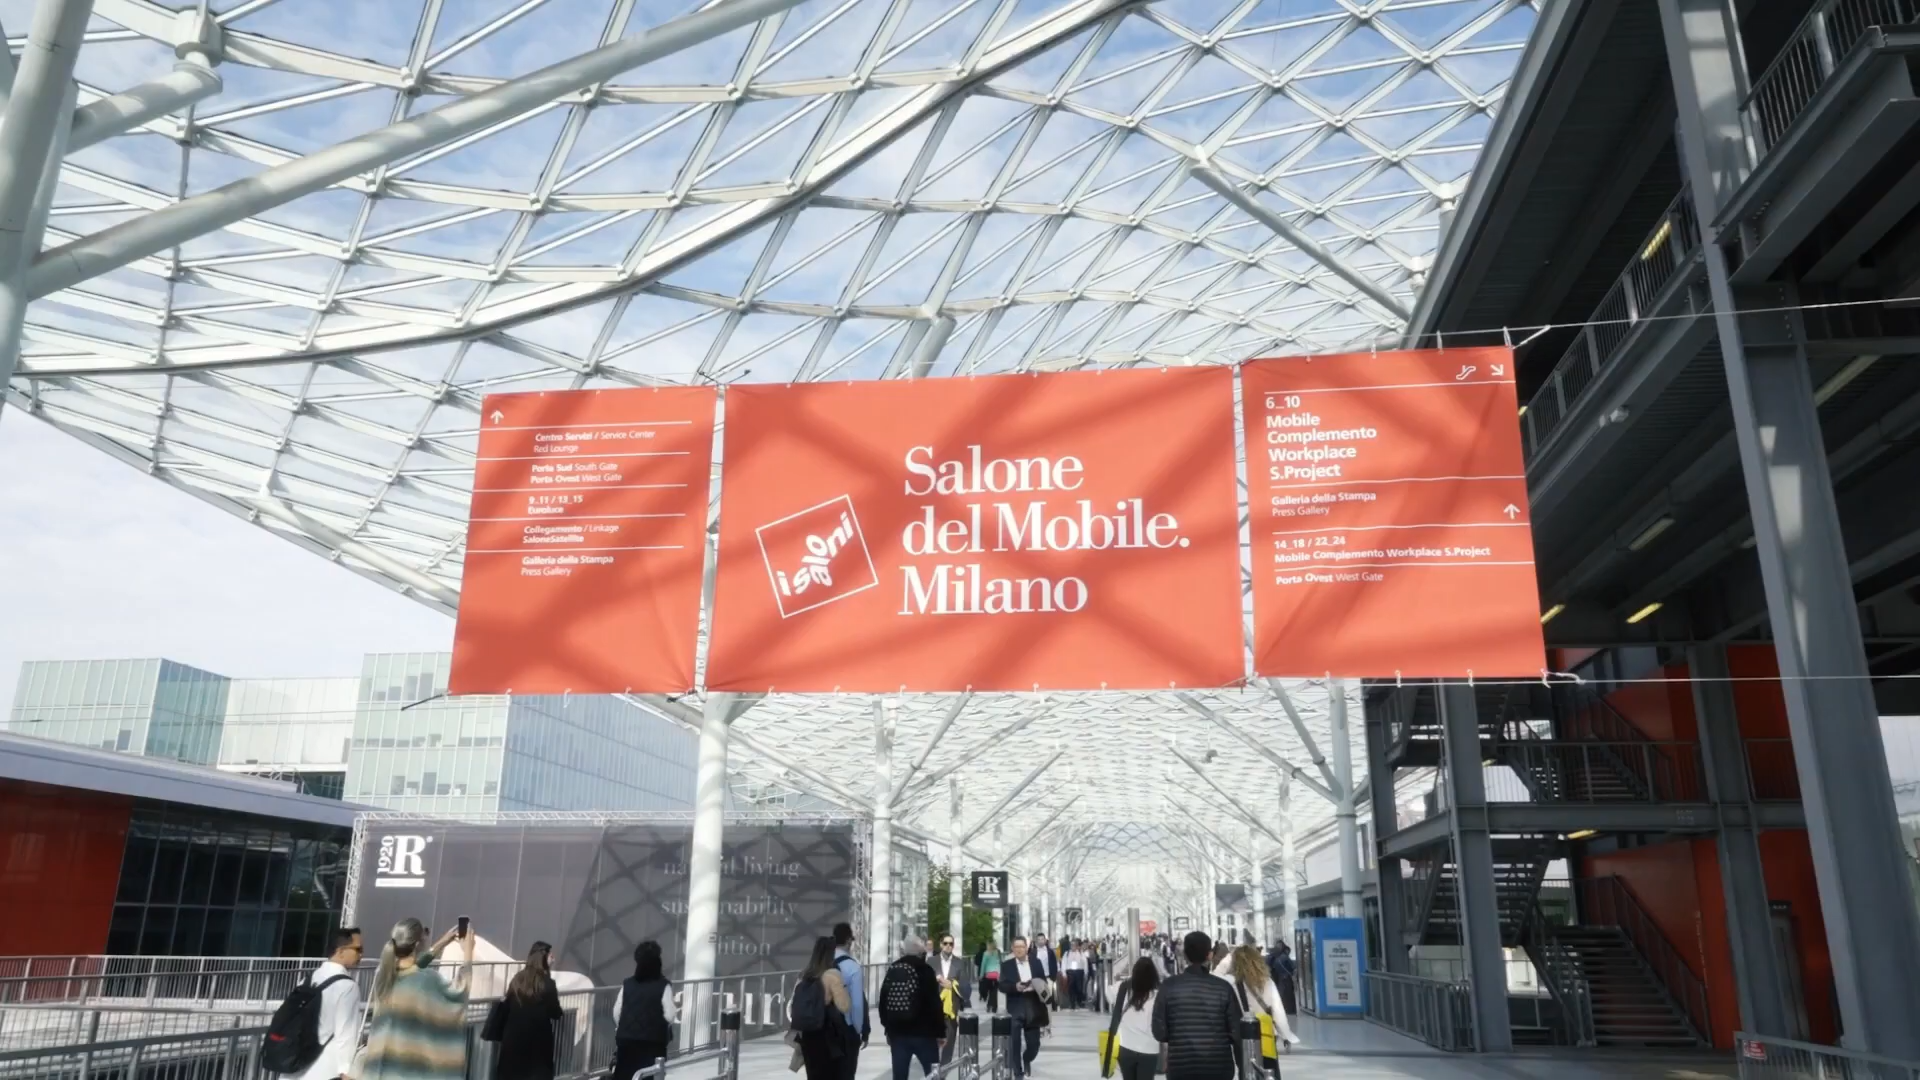 Centro Servizi / Service Center
Red Lounge
Porta Sud South Gate
Porta Ovest West Gate
9_11 / 13_15
Euroluce
Collegamento / Linkage
SaloneSatellite
Galleria della Stampa
Press Gallery
i saloni
Salone
del Mobile.
Milano
6_10
Mobile
Complemento
Workplace
S.Project
Galleria della Stampa
Press Gallery
14_18 / 22_24
Mobile Complemento Workplace S.Project
Porta Ovest West Gate
1920 R
natural living
sustainability
R